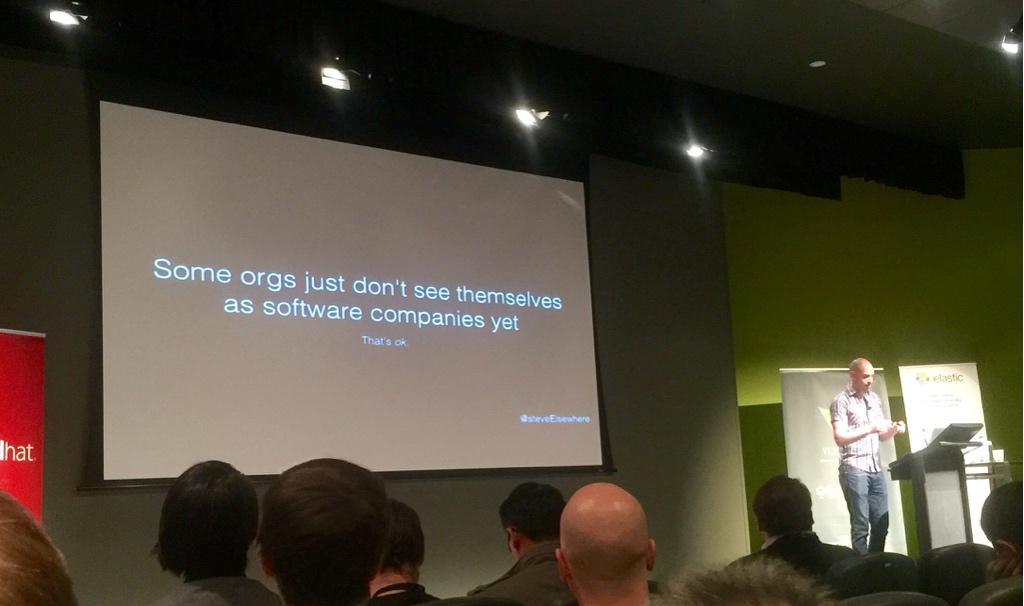 Some orgs just don't see themselves
as software companies yet
That's ok.
@steveElsewhere
hat.
elastic